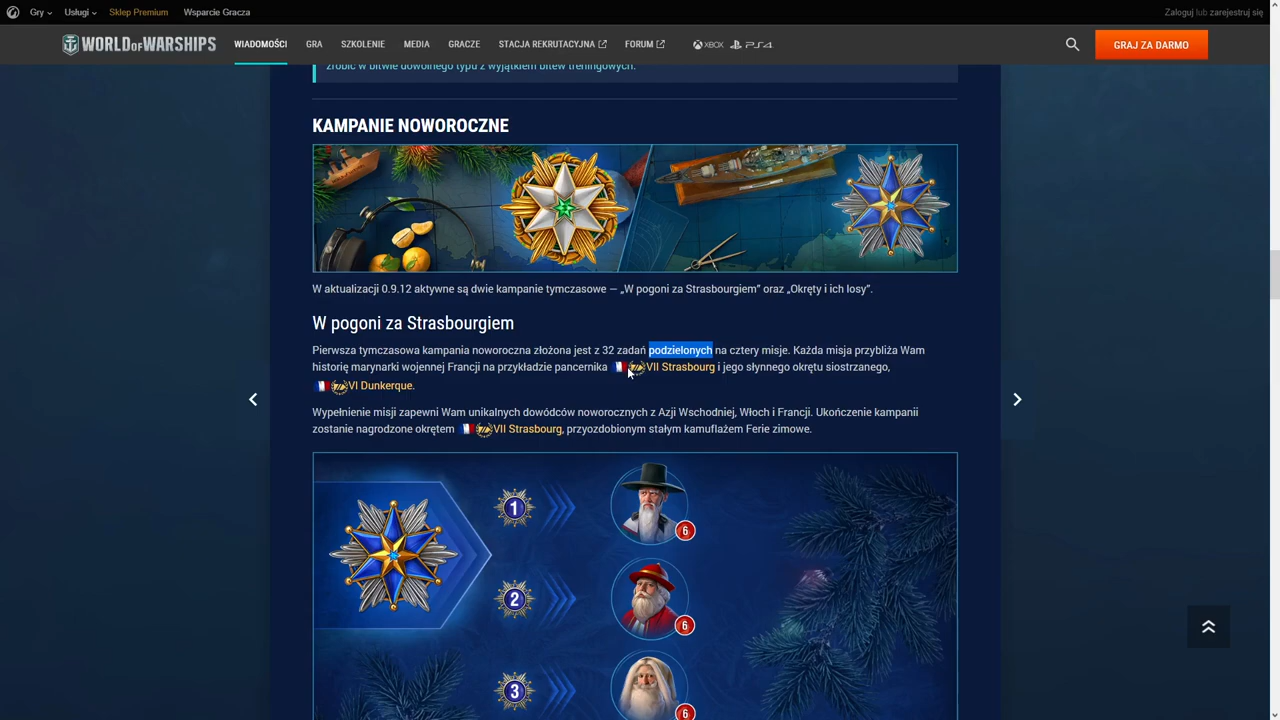 Gry Usługi Sklep Premium Wsparcie Gracza Zaloguj lub zarejestruj się
WORLD OF WARSHIPS WIADOMOŚCI GRA SZKOLENIE MEDIA GRACZE STACJA REKRUTACYJNA FORUM XBOX PS4 GRAJ ZA DARMO
zrobić w bitwie dowolnego typu z wyjątkiem bitew treningowych.
KAMPANIE NOWOROCZNE
W aktualizacji 0.9.12 aktywne są dwie kampanie tymczasowe — „W pogoni za Strasbourgiem” oraz „Okręty i ich losy”.
W pogoni za Strasbourgiem
Pierwsza tymczasowa kampania noworoczna złożona jest z 32 zadań podzielonych na cztery misje. Każda misja przybliża Wam
historię marynarki wojennej Francji na przykładzie pancernika VII Strasbourg i jego słynnego okrętu siostrzanego,
VI Dunkerque.
Wypełnienie misji zapewni Wam unikalnych dowódców noworocznych z Azji Wschodniej, Włoch i Francji. Ukończenie kampanii
zostanie nagrodzone okrętem VII Strasbourg, przyozdobionym stałym kamuflażem Ferie zimowe.
1
6
2
6
3
6